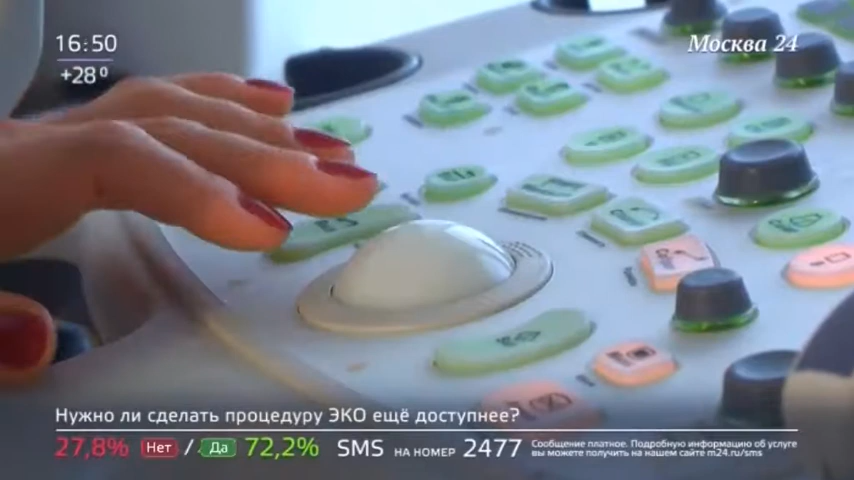 16:50
+28°
Москва 24
Нужно ли сделать процедуру ЭКО ещё доступнее?
27,8% Нет / Да 72,2% SMS НА НОМЕР 2477
Сообщение платное. Подробную информацию об услуге
вы можете получить на нашем сайте m24.ru/sms